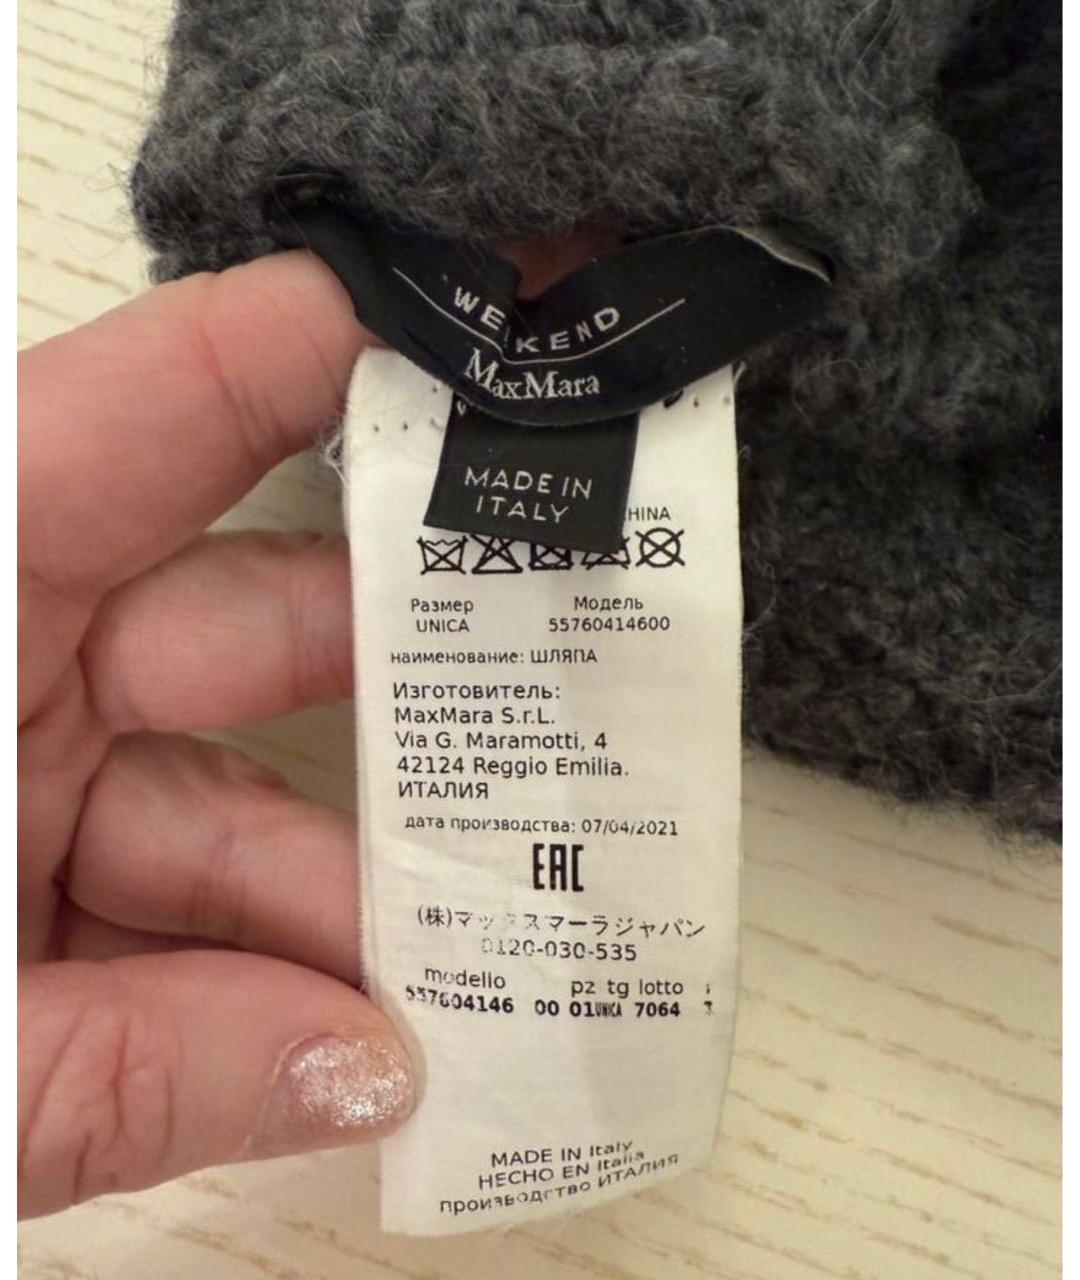 WEEKEND
MaxMara
MADE IN
ITALY
Размер
UNICA
Модель
55760414600
наименование: ШЛЯПА
Изготовитель:
MaxMara S.r.L.
Via G. Maramotti, 4
42124 Reggio Emilia.
ИТАЛИЯ
дата производства: 07/04/2021
EAC
(株)マックスマーラジャパン
0120-030-535
modello pz tg lotto
557604146 00 01 UNICA 7064
MADE IN Italy
HECHO EN Italia
производство ИТАЛИЯ